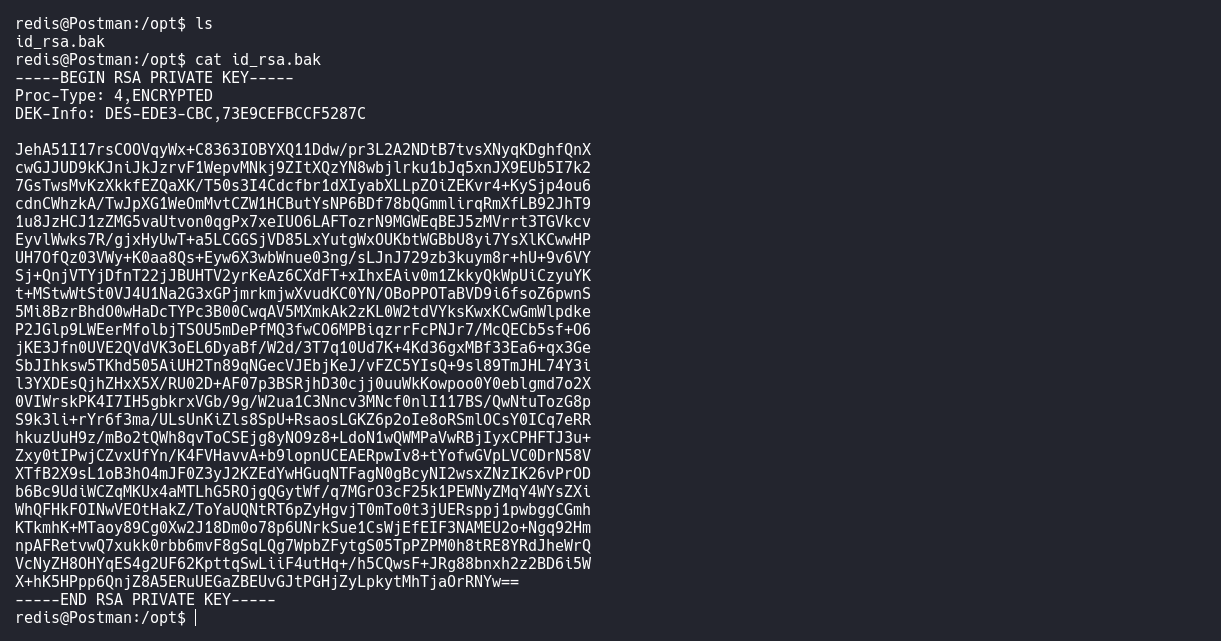 redis@Postman:/opt$ ls
id_rsa.bak
redis@Postman:/opt$ cat id_rsa.bak
-----BEGIN RSA PRIVATE KEY-----
Proc-Type: 4,ENCRYPTED
DEK-Info: DES-EDE3-CBC,73E9CEFBCCF5287C
JehA51I17rsCOOVqyWx+C8363IOBYXQ11Ddw/pr3L2A2NDtB7tvsXNyqKDghfQnX
cwGJJUD9kKJniJkJzrvF1WepvMNkj9ZItXQzYN8wbjlrku1bJq5xnJX9EUb5I7k2
7GsTwsMvKzXkkfEZQaXK/T50s3I4Cdcfbr1dXIyabXLLpZOiZEKvr4+KySjp4ou6
cdnCWhzkA/TwJpXG1WeOmMvtCZW1HCButYsNP6BDf78bQGmmlirqRmXfLB92JhT9
1u8JzHCJ1zZMG5vaUtvon0qgPx7xeIUO6LAFTozrN9MGWEqBEJ5zMVrrt3TGVkcv
EyvlWwks7R/gjxHyUwT+a5LCGGSjVD85LxYutgWxOUKbtWGBbU8yi7YsXlKCwwHP
UH7OfQz03VWy+K0aa8Qs+Eyw6X3wbWnue03ng/sLJnJ729zb3kuym8r+hU+9v6VY
Sj+QnjVTYjDfnT22jJBUHTV2yrKeAz6CXdFT+xIhxEAiv0m1ZkkyQkWpUiCzyuYK
t+MStwWtSt0VJ4U1Na2G3xGPjmrkmjwXvudKC0YN/OBoPPOTaBVD9i6fsoZ6pwnS
5Mi8BzrBhdO0wHaDcTYPc3B00CwqAV5MXmkAk2zKL0W2tdVYksKwxKCwGmWlpdke
P2JGlp9LWEerMfolbjTSOU5mDePfMQ3fwCO6MPBiqzrrFcPNJr7/McQECb5sf+O6
jKE3Jfn0UVE2QVdVK3oEL6DyaBf/W2d/3T7q10Ud7K+4Kd36gxMBf33Ea6+qx3Ge
SbJIhksw5TKhd505AiUH2Tn89qNGecVJEbjKeJ/vFZC5YIsQ+9sl89TmJHL74Y3i
l3YXDEsQjhZHxX5X/RU02D+AF07p3BSRjhD30cjj0uuWkKowpoo0Y0eblgmd7o2X
0VIWrskPK4I7IH5gbkrxVGb/9g/W2ua1C3Nncv3MNcf0nlI117BS/QwNtuTozG8p
S9k3li+rYr6f3ma/ULsUnKiZls8SpU+RsaosLGKZ6p2oIe8oRSmlOCsY0ICq7eRR
hkuzUuH9z/mBo2tQWh8qvToCSEjg8yNO9z8+LdoN1wQWMPaVwRBjIyxCPHFTJ3u+
Zxy0tIPwjCZvxUfYn/K4FVHavvA+b9lopnUCEAERpwIv8+tYofwGVpLVC0DrN58V
XTfB2X9sL1oB3hO4mJF0Z3yJ2KZEdYwHGuqNTFagN0gBcyNI2wsxZNzIK26vPrOD
b6Bc9UdiWCZqMKUx4aMTLhG5ROjgQGytWf/q7MGrO3cF25k1PEWNyZMqY4WYsZXi
WhQFHkFOINwVEOtHakZ/ToYaUQNtRT6pZyHgvjT0mTo0t3jUERsppj1pwbggCGmh
KTkmhK+MTaoy89Cg0Xw2J18Dm0o78p6UNrkSue1CsWjEfEIF3NAMEU2o+Ngq92Hm
npAFRetvwQ7xukk0rbb6mvF8gSqLQg7WpbZFytgS05TpPZPM0h8tRE8YRdJheWrQ
VcNyZH8OHYqES4g2UF62KpttqSwLiiF4utHq+/h5CQwsF+JRg88bnxh2z2BD6i5W
X+hK5HPpp6QnjZ8A5ERuUEGaZBEUvGJtPGHjZyLpkytMhTjaOrRNYw==
-----END RSA PRIVATE KEY-----
redis@Postman:/opt$